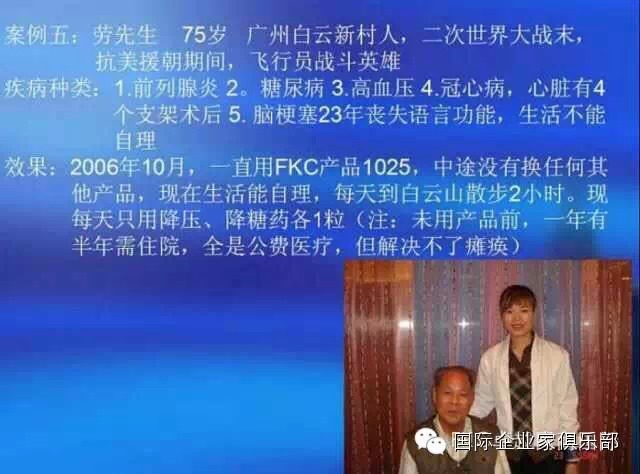 案例五：劳先生 75岁 广州白云新村人，二次世界大战末，
抗美援朝期间，飞行员战斗英雄
疾病种类：1.前列腺炎 2。糖尿病 3.高血压 4.冠心病，心脏有4
个支架术后 5. 脑梗塞23年丧失语言功能，生活不能
自理
效果：2006年10月，一直用FKC产品1025，中途没有换任何其
他产品，现在生活能自理，每天到白云山散步2小时。现
每天只用降压、降糖药各1粒（注：未用产品前，一年有
半年需住院，全是公费医疗，但解决不了瘫痪）
国际企业家俱乐部